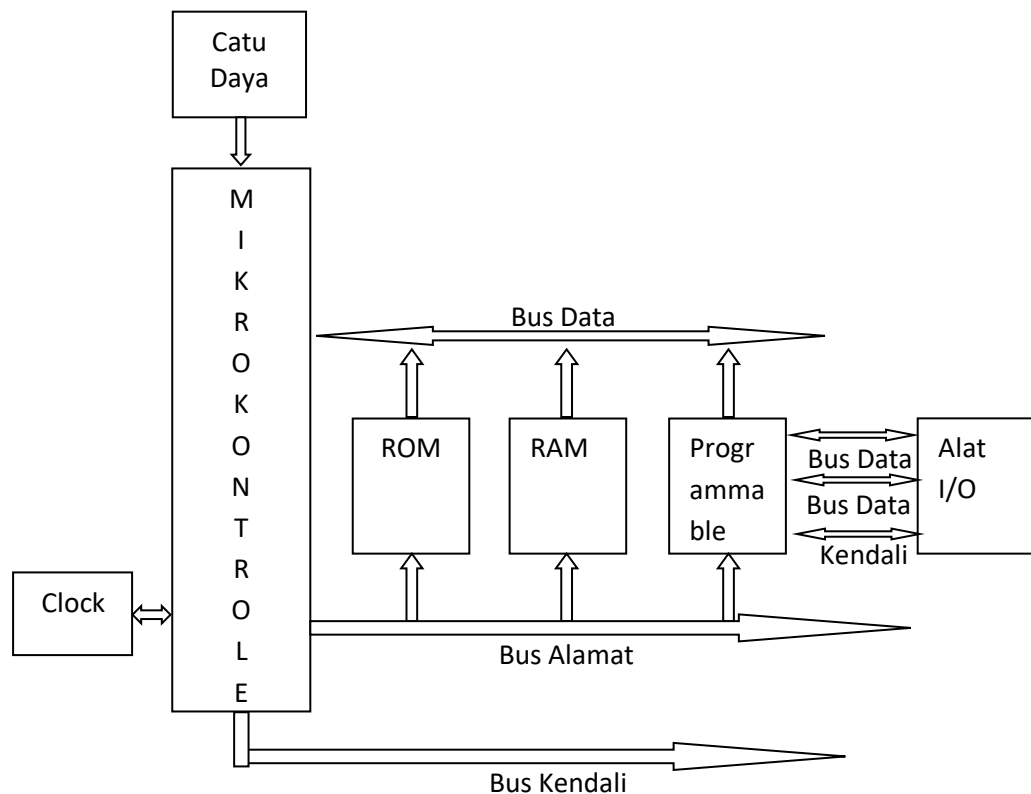 Catu
Daya
M
I
K
R
O
K
O
N
T
R
O
L
E
Bus Data
ROM
RAM
Progr
ammable
ble
Bus Data
Bus Data
Kendali
Alat
I/O
Clock
Bus Alamat
Bus Kendali